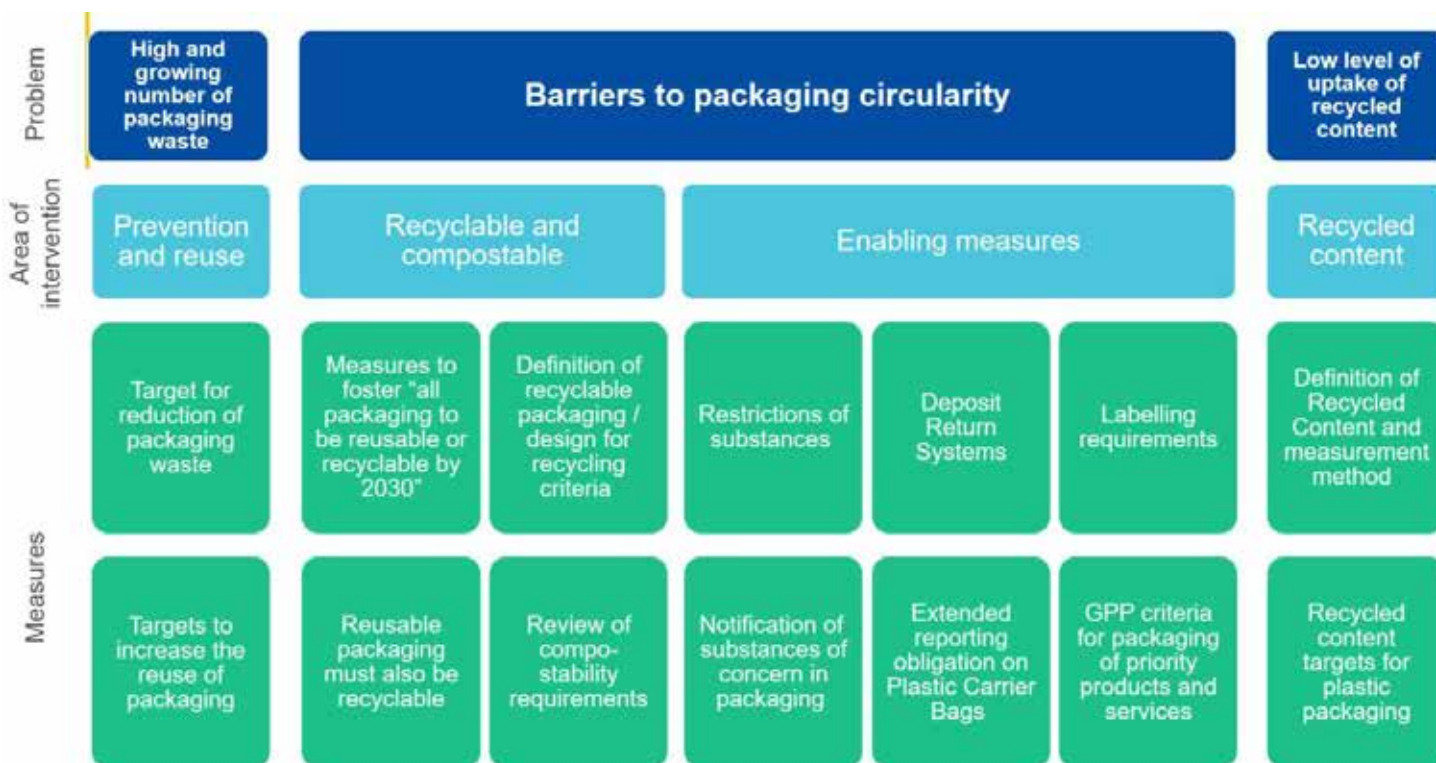 Problem
High and
growing
number of
packaging
waste
Barriers to packaging circularity
Low level of
uptake of
recycled
content
Area of
intervention
Prevention
and reuse
Recyclable and
compostable
Enabling measures
Recycled
content
Measures
Target for
reduction of
packaging
waste
Measures to
foster "all
packaging to
be reusable or
recyclable by
2030"
Definition of
recyclable
packaging /
design for
recycling
criteria
Restrictions of
substances
Deposit
Return
Systems
Labelling
requirements
Definition of
Recycled
Content and
measurement
method
Targets to
increase the
reuse of
packaging
Reusable
packaging
must also be
recyclable
Review of
compo-
stability
requirements
Notification of
substances of
concern in
packaging
Extended
reporting
obligation on
Plastic Carrier
Bags
GPP criteria
for packaging
of priority
products and
services
Recycled
content
targets for
plastic
packaging